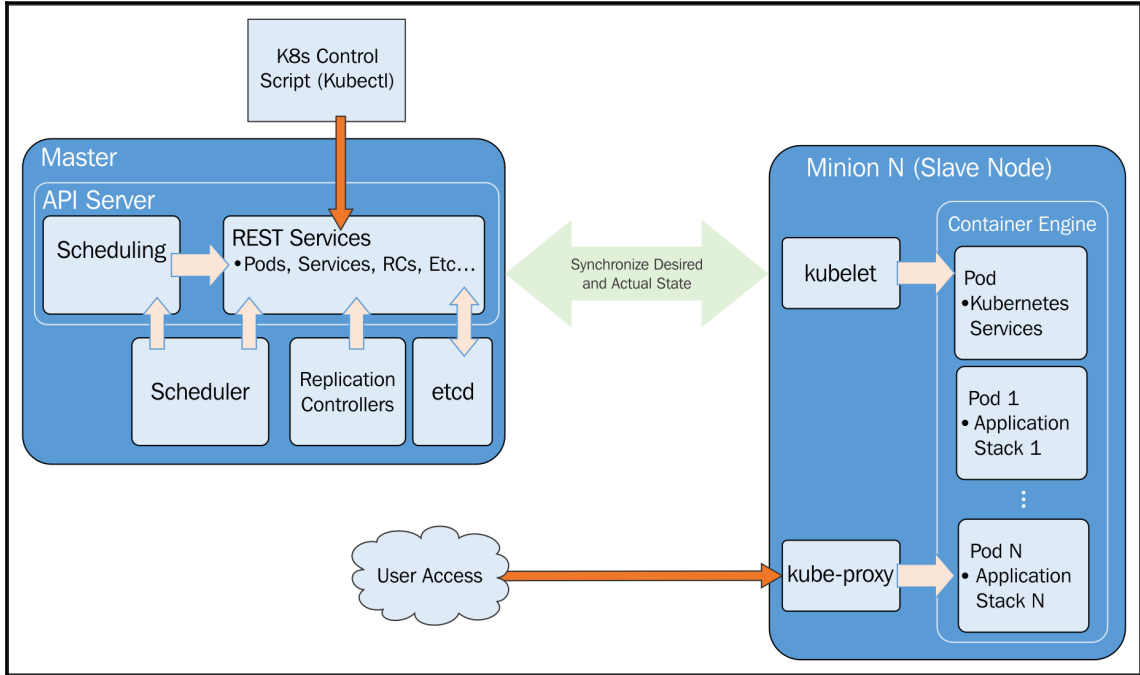 K8s Control
Script (Kubectl)
Master
API Server
Scheduling
REST Services
•Pods, Services, RCs, Etc...
Scheduler
Replication
Controllers
etcd
Synchronize Desired
and Actual State
Minion N (Slave Node)
Container Engine
kubelet
Pod
•Kubernetes
Services
Pod 1
• Application
Stack 1
⋮
User Access
kube-proxy
Pod N
• Application
Stack N